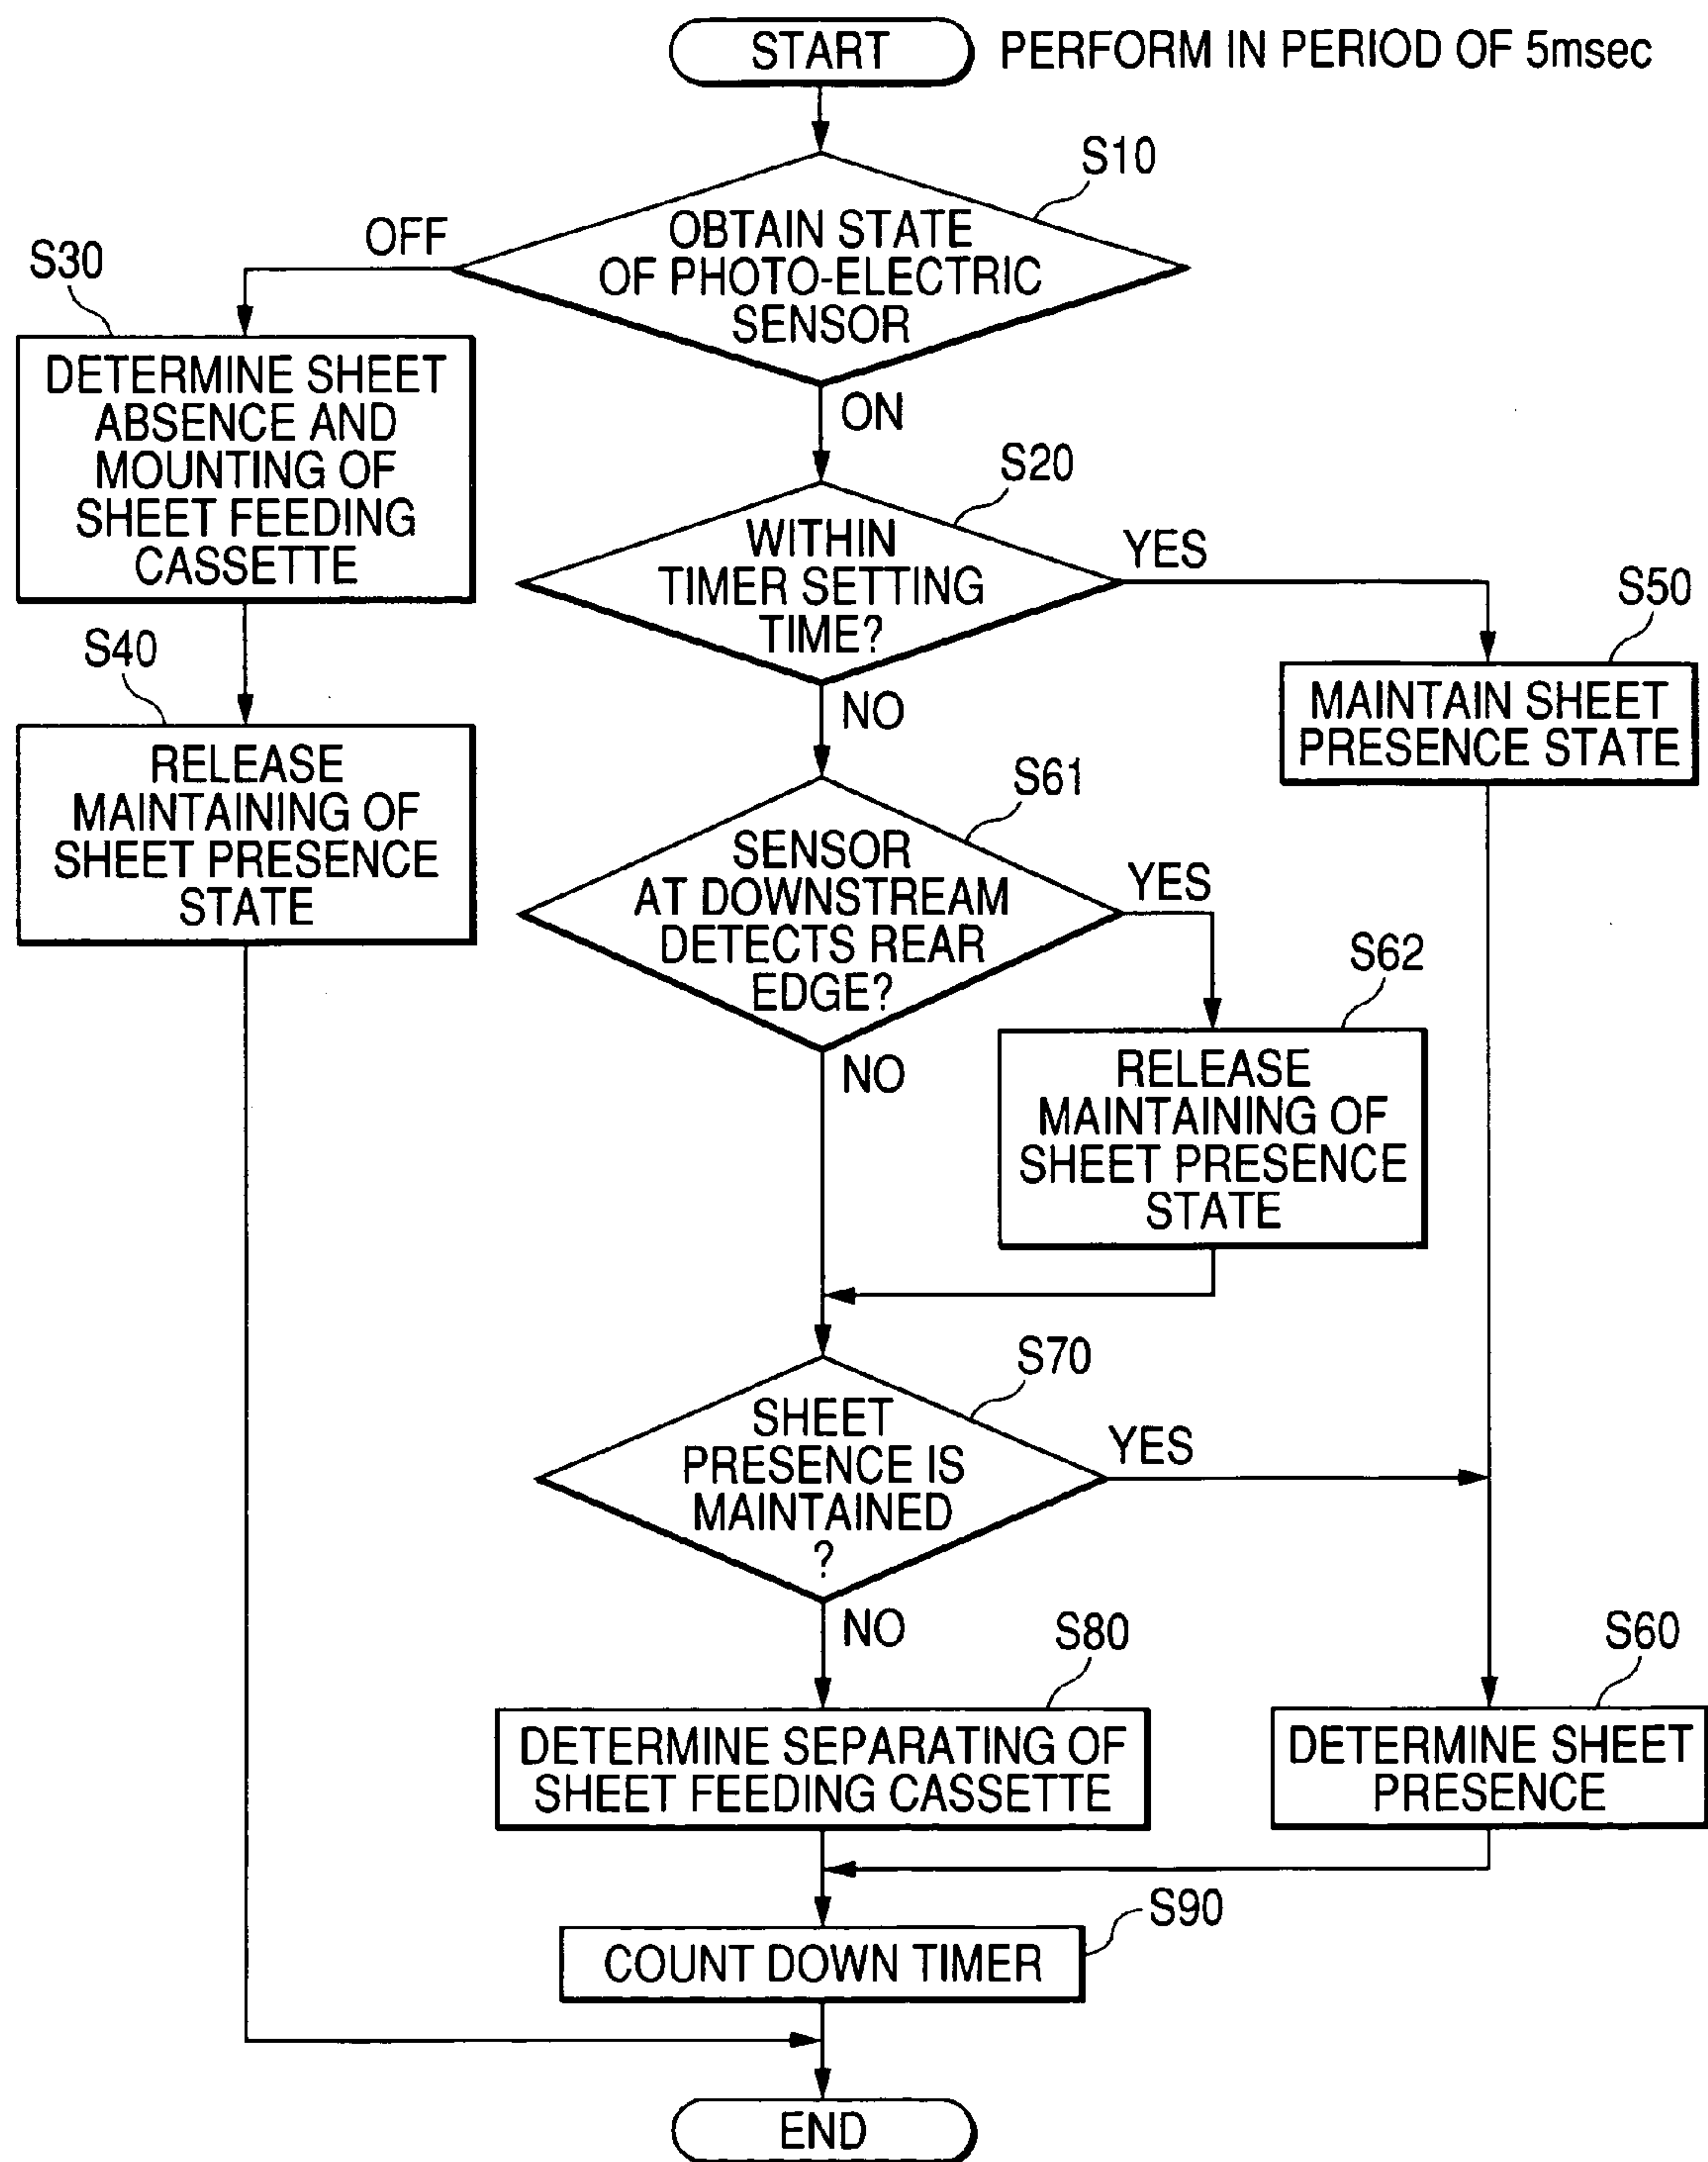 START
PERFORM IN PERIOD OF 5msec
S10
OBTAIN STATE
OF PHOTO-ELECTRIC
SENSOR
OFF
ON
S30
DETERMINE SHEET
ABSENCE AND
MOUNTING OF
SHEET FEEDING
CASSETTE
S20
WITHIN
TIMER SETTING
TIME?
YES
NO
S50
MAINTAIN SHEET
PRESENCE STATE
S40
RELEASE
MAINTAINING OF
SHEET PRESENCE
STATE
S61
SENSOR
AT DOWNSTREAM
DETECTS REAR
EDGE?
YES
NO
S62
RELEASE
MAINTAINING OF
SHEET PRESENCE
STATE
S70
SHEET
PRESENCE IS
MAINTAINED
?
YES
NO
S80
DETERMINE SEPARATING OF
SHEET FEEDING CASSETTE
S60
DETERMINE SHEET
PRESENCE
S90
COUNT DOWN TIMER
END